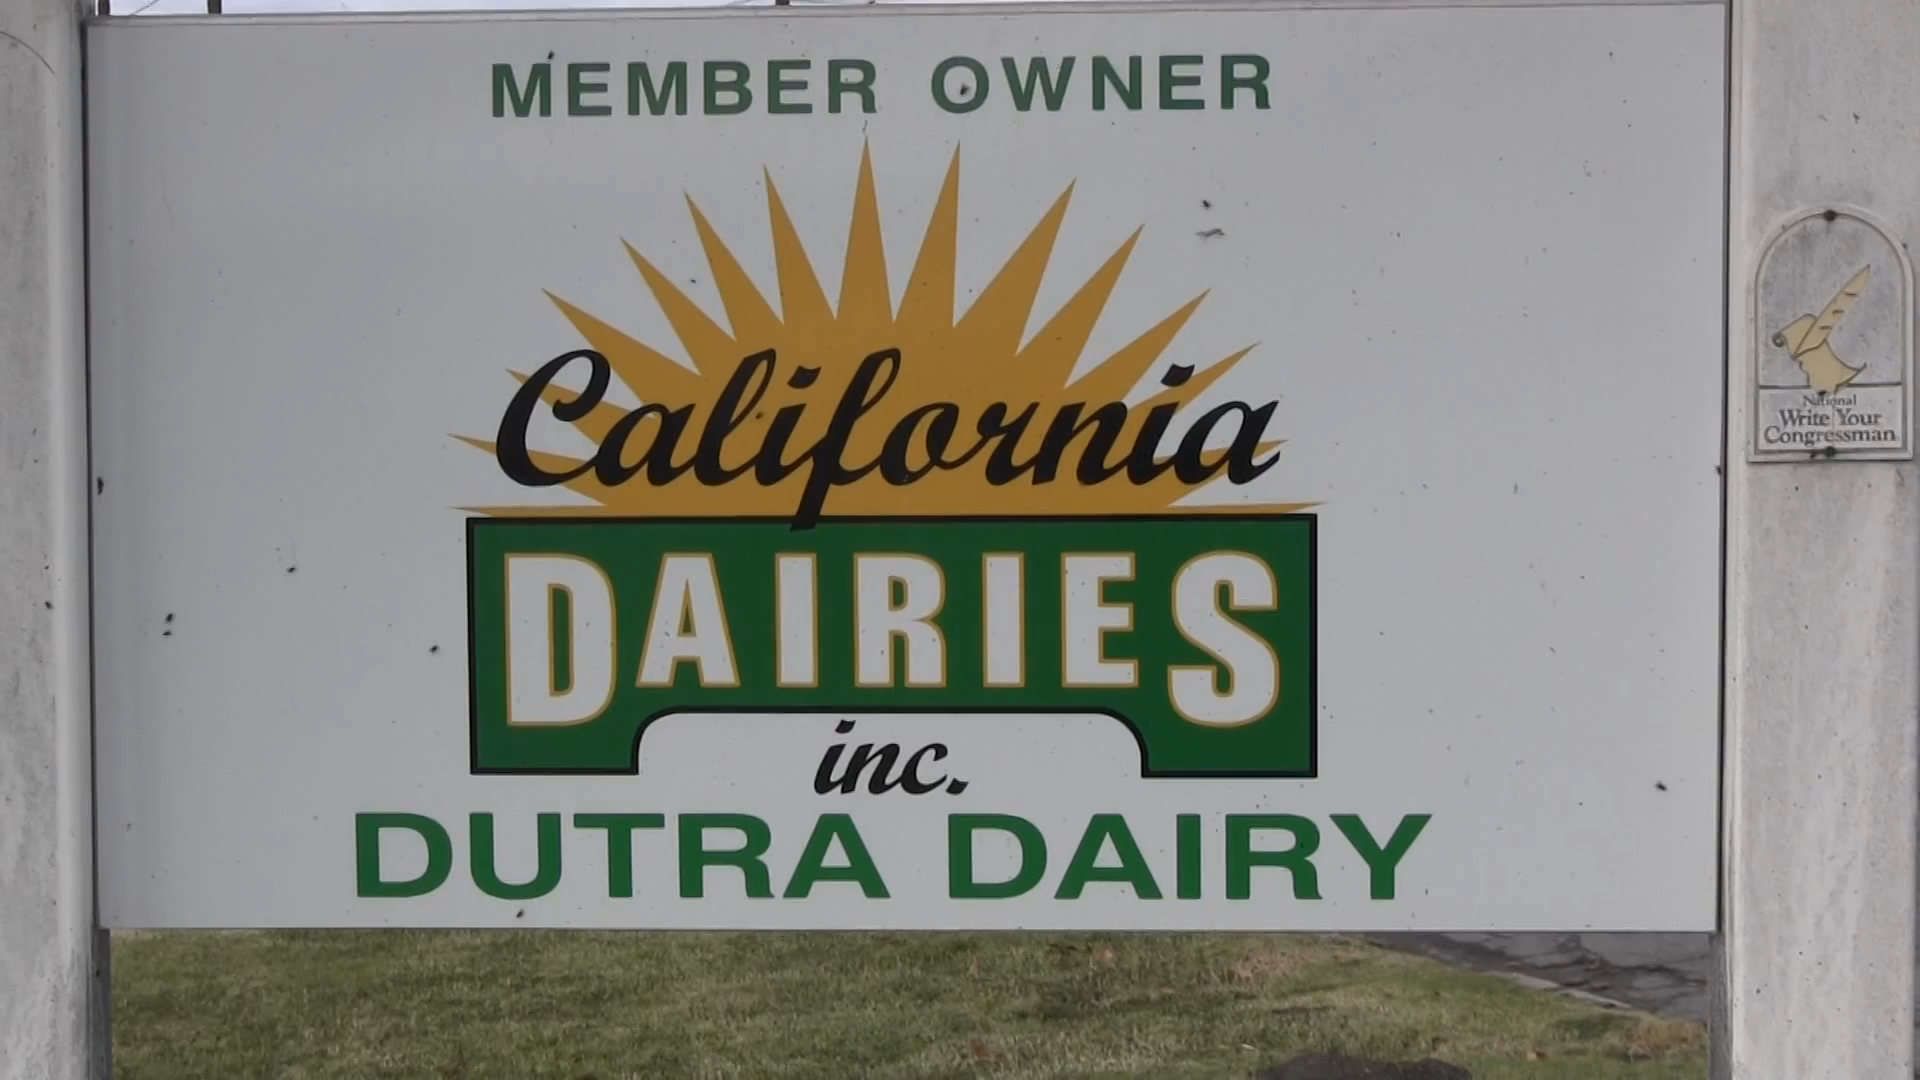 MEMBER OWNER
California
DAIRIES
inc.
DUTRA DAIRY
National
Write Your
Congressman